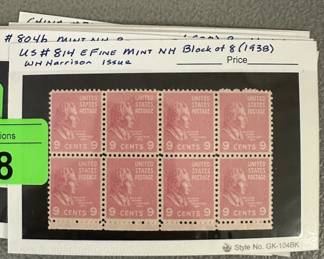 # 804b MINT NH
US # 814 EFINE MINT NH Block of 8 (1938)
WH Harrison Issue
Price
ions
8
UNITED STATES POSTAGE
9 CENTS 9
UNITED STATES POSTAGE
9 CENTS 9
UNITED STATES POSTAGE
9 CENTS 9
UNITED STATES POSTAGE
9 CENTS 9
UNITED STATES POSTAGE
9 CENTS 9
UNITED STATES POSTAGE
9 CENTS 9
UNITED STATES POSTAGE
9 CENTS 9
UNITED STATES POSTAGE
9 CENTS 9
Style No. GK-104BK